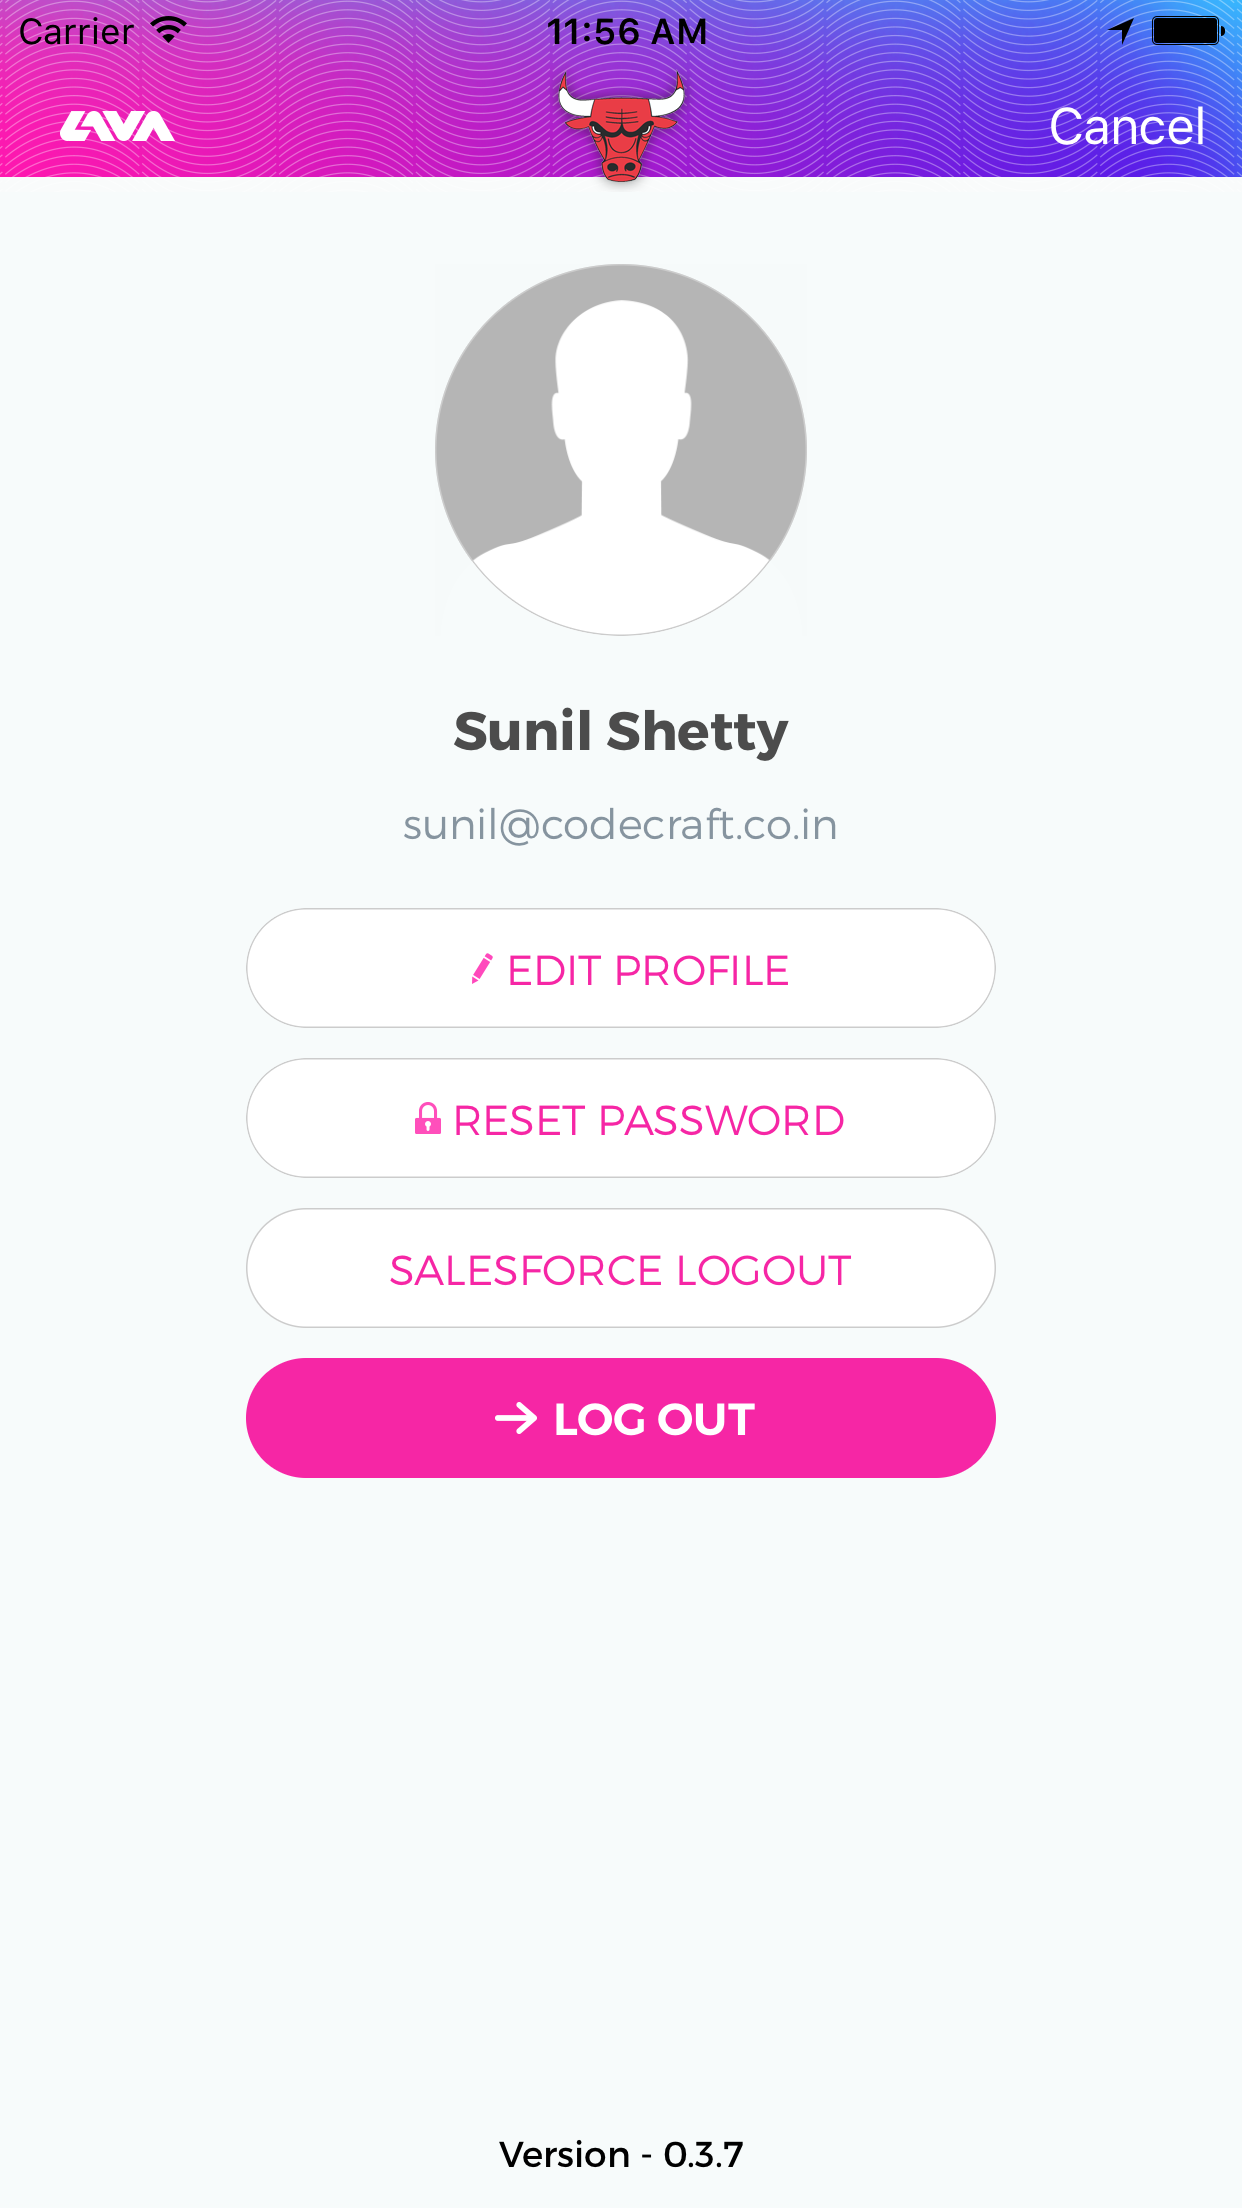 Carrier 11:56 AM
LAVA Cancel
Sunil Shetty
sunil@codecraft.co.in
EDIT PROFILE
RESET PASSWORD
SALESFORCE LOGOUT
LOG OUT
Version - 0.3.7